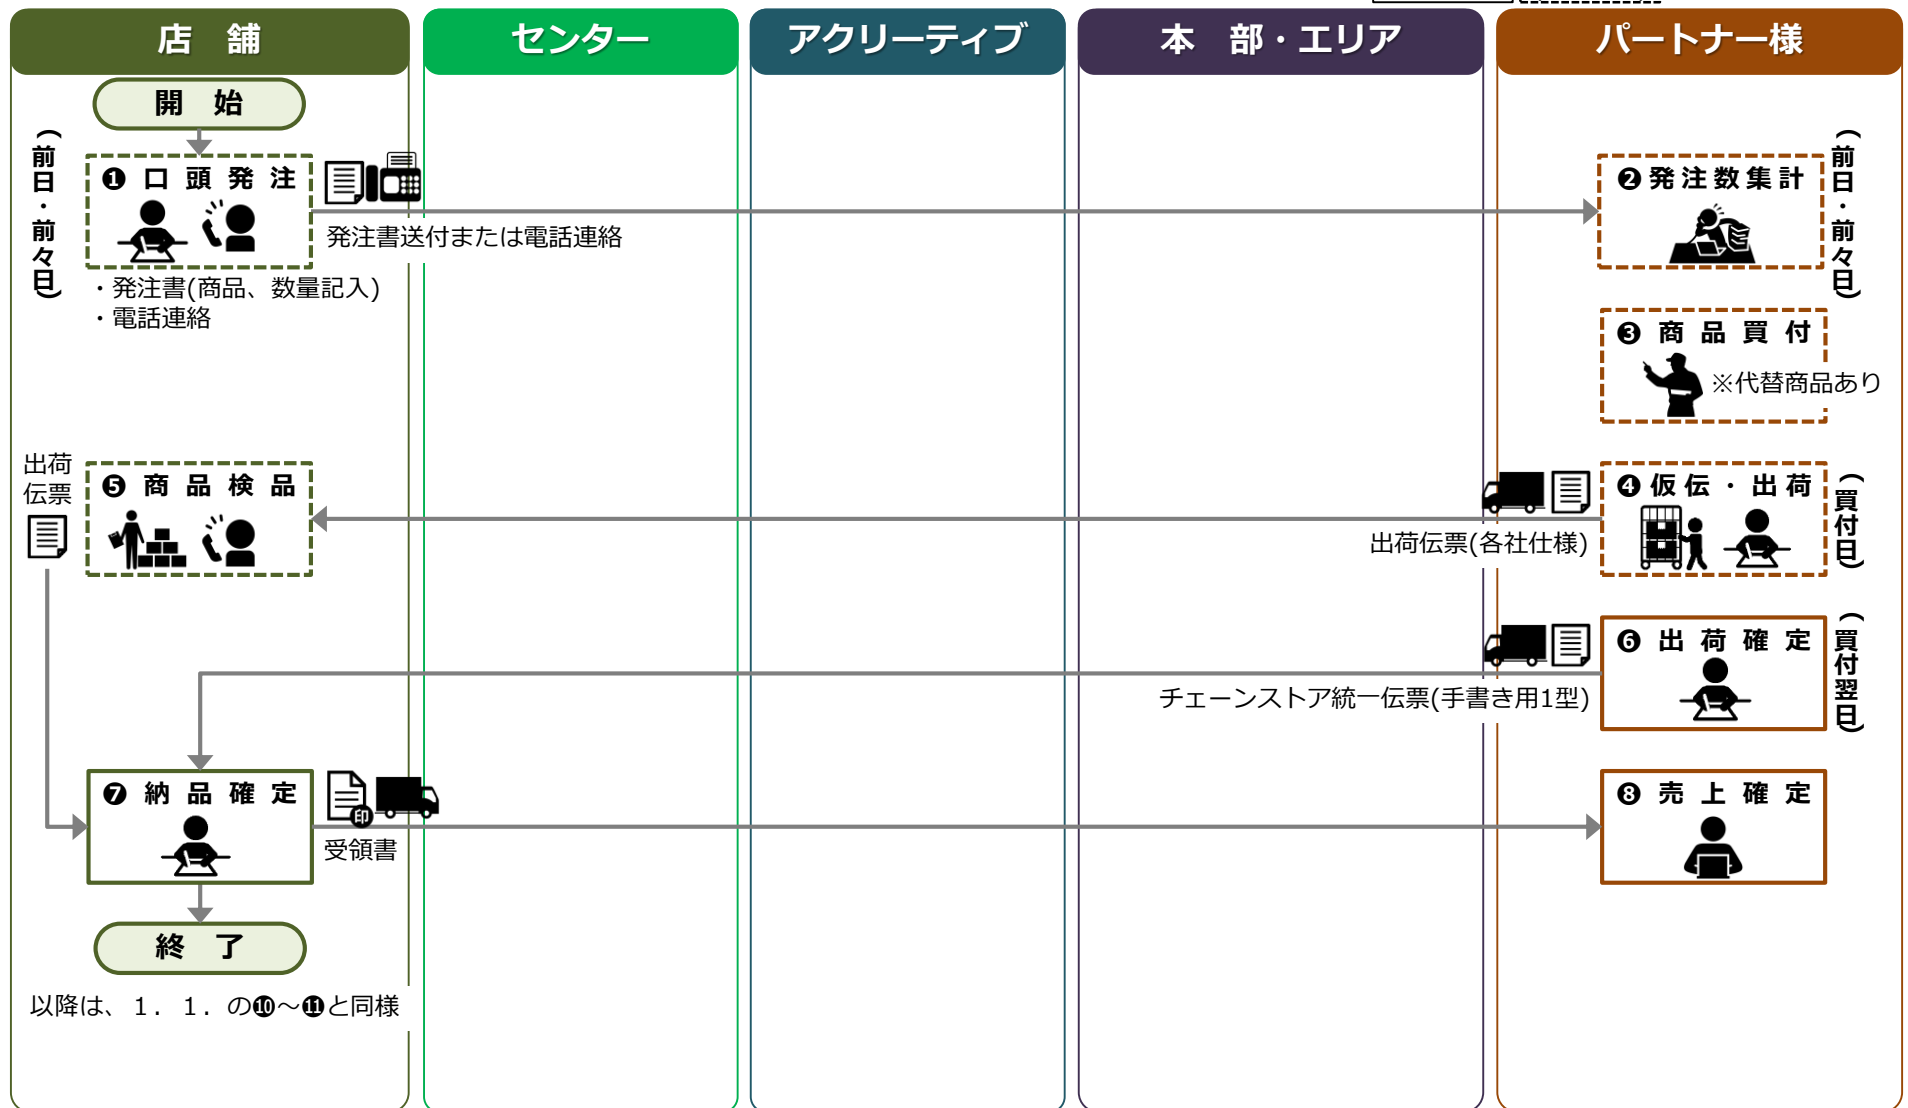 店　舗
センター
アクリーティブ
本　部・エリア
パートナー様
開　始
（前日・前々日）
❶ 口 頭 発 注
発注書送付または電話連絡
・発注書(商品、数量記入)
・電話連絡
❷発注数集計
（前日・前々日）
❸ 商 品 買 付
※代替商品あり
出荷
伝票
❺ 商 品 検 品
❹仮伝・出荷
（買付日）
出荷伝票(各社仕様)
❻ 出 荷 確 定
（買付翌日）
チェーンストア統一伝票(手書き用1型)
❼ 納 品 確 定
印
受領書
❽ 売 上 確 定
終　了
以降は、１．１．の❿～⓫と同様